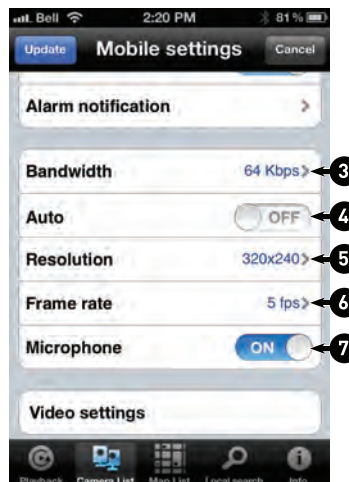 Bell 2:20 PM 81%
Update Mobile settings Cancel
Alarm notification
Bandwidth 64 Kbps 3
Auto OFF 4
Resolution 320x240 5
Frame rate 5 fps 6
Microphone ON 7
Video settings
Playback Camera List Map List Local search Info